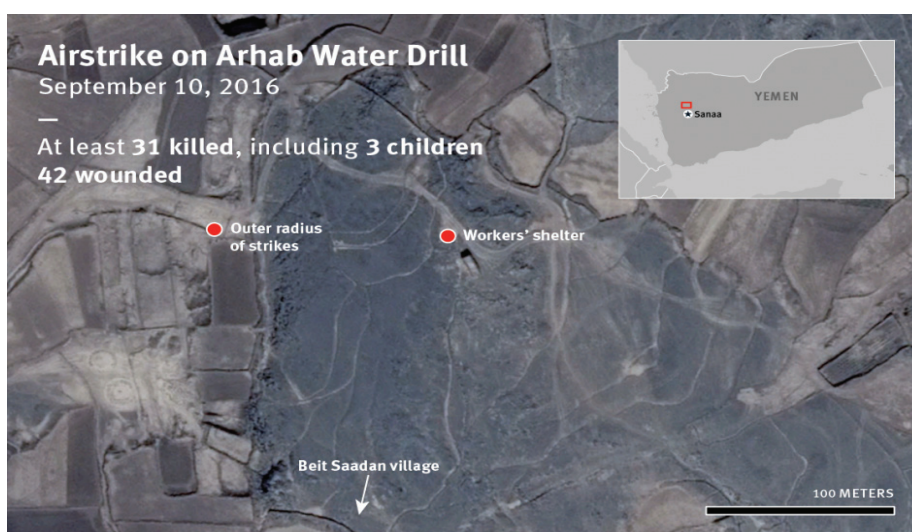 Airstrike on Arhab Water Drill
September 10, 2016
At least 31 killed, including 3 children
42 wounded
YEMEN
Sanaa
Outer radius
of strikes
Workers’ shelter
Beit Saadan village
100 METERS